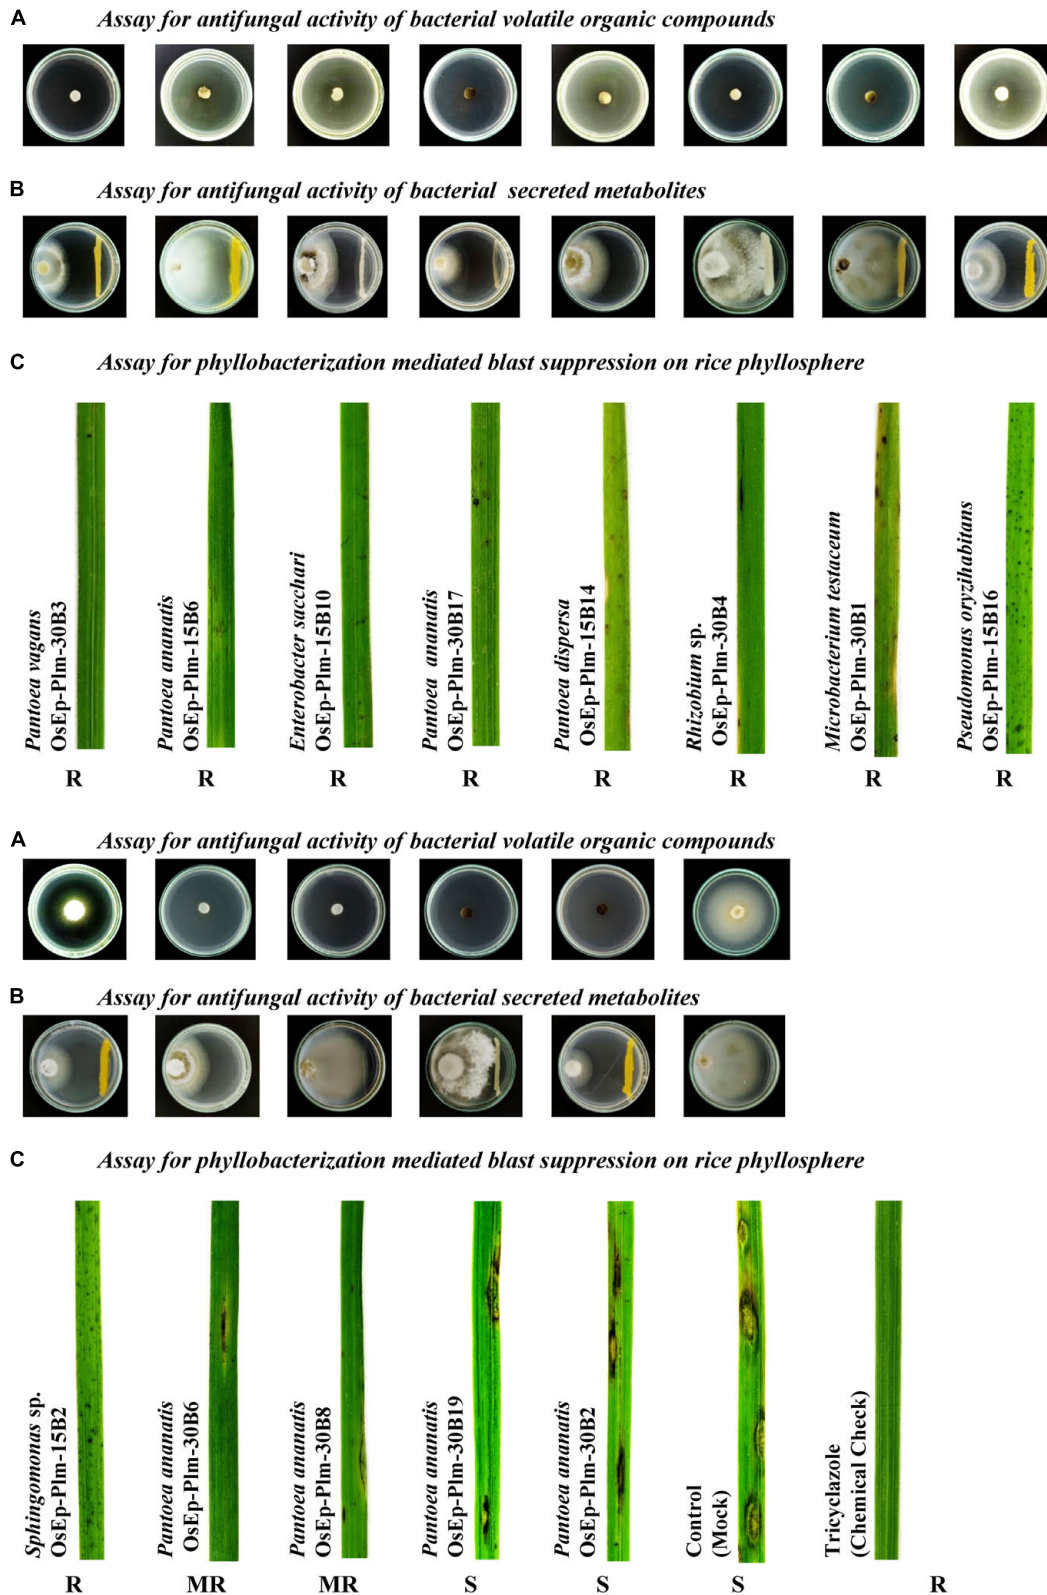 A Assay for antifungal activity of bacterial volatile organic compounds
B Assay for antifungal activity of bacterial secreted metabolites
C Assay for phyllobacterization mediated blast suppression on rice phyllosphere
Pantoea vagans
OsEp-Plm-30B3
Pantoea ananatis
OsEp-Plm-15B6
Enterobacter sacchari
OsEp-Plm-15B10
Pantoea ananatis
OsEp-Plm-30B17
Pantoea dispersa
OsEp-Plm-15B14
Rhizobium sp.
OsEp-Plm-30B4
Microbacterium testaceum
OsEp-Plm-30B1
Pseudomonas oryzihabitans
OsEp-Plm-15B16
R R R R R R R R
A Assay for antifungal activity of bacterial volatile organic compounds
B Assay for antifungal activity of bacterial secreted metabolites
C Assay for phyllobacterization mediated blast suppression on rice phyllosphere
Sphingomonas sp.
OsEp-Plm-15B2
Pantoea ananatis
OsEp-Plm-30B6
Pantoea ananatis
OsEp-Plm-30B8
Pantoea ananatis
OsEp-Plm-30B19
Pantoea ananatis
OsEp-Plm-30B2
Control
(Mock)
Tricyclazole
(Chemical Check)
R MR MR S S S R